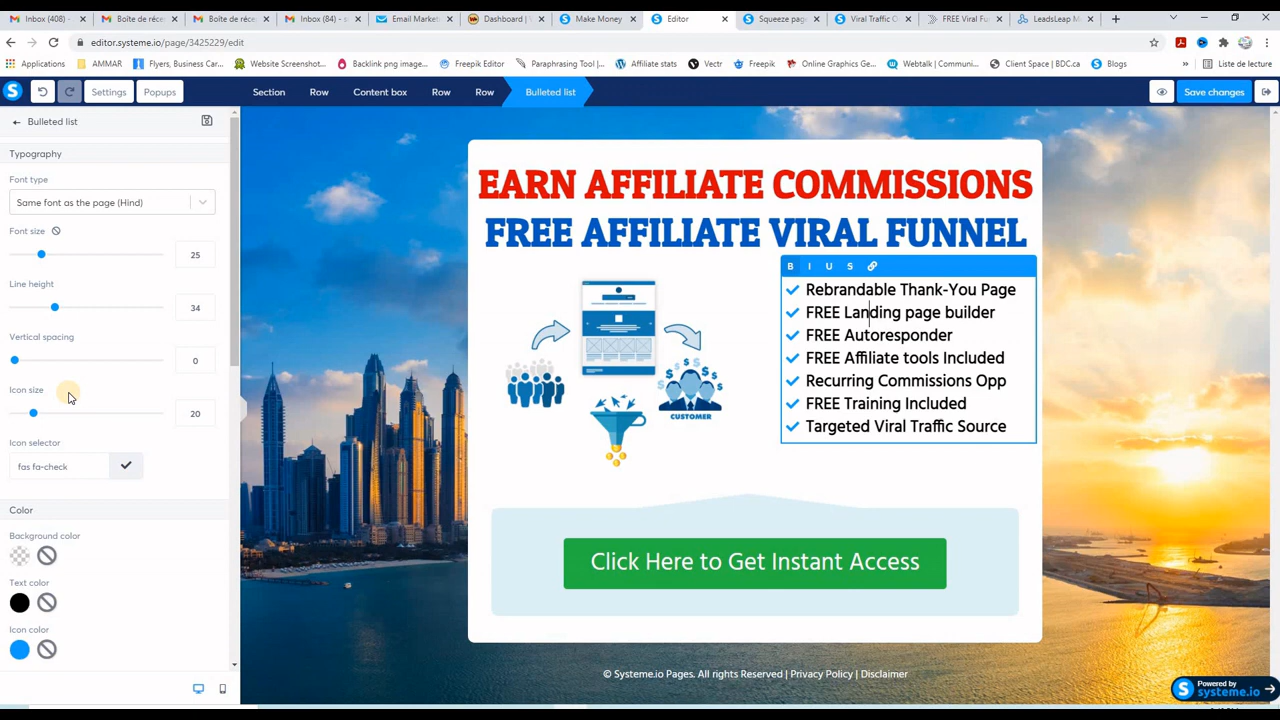 Inbox (408) -
Boîte de réce
Boîte de réce
Inbox (84) - s
Email Market
Dashboard | W
Make Money
Editor
Squeeze page
Viral Traffic C
FREE Viral Fu
LeadsLeap M
editor.systeme.io/page/3425229/edit
Applications
AMMAR
Flyers, Business Car...
Website Screenshot...
Backlink png image...
Freepik Editor
Paraphrasing Tool |...
Affiliate stats
Vectr
Freepik
Online Graphics Ge...
Webtalk | Communi...
Client Space | BDC.ca
Blogs
»
Liste de lecture
Settings
Popups
Section
Row
Content box
Row
Row
Bulleted list
Save changes
Bulleted list
Typography
Font type
Same font as the page (Hind)
Font size
25
Line height
34
Vertical spacing
0
Icon size
20
Icon selector
fas fa-check
Color
Background color
Text color
Icon color
EARN AFFILIATE COMMISSIONS
FREE AFFILIATE VIRAL FUNNEL
B I U S
Rebrandable Thank-You Page
FREE Landing page builder
FREE Autoresponder
FREE Affiliate tools Included
Recurring Commissions Opp
FREE Training Included
Targeted Viral Traffic Source
CUSTOMER
Click Here to Get Instant Access
© Systeme.io Pages. All rights Reserved | Privacy Policy | Disclaimer
Powered by
systeme.io